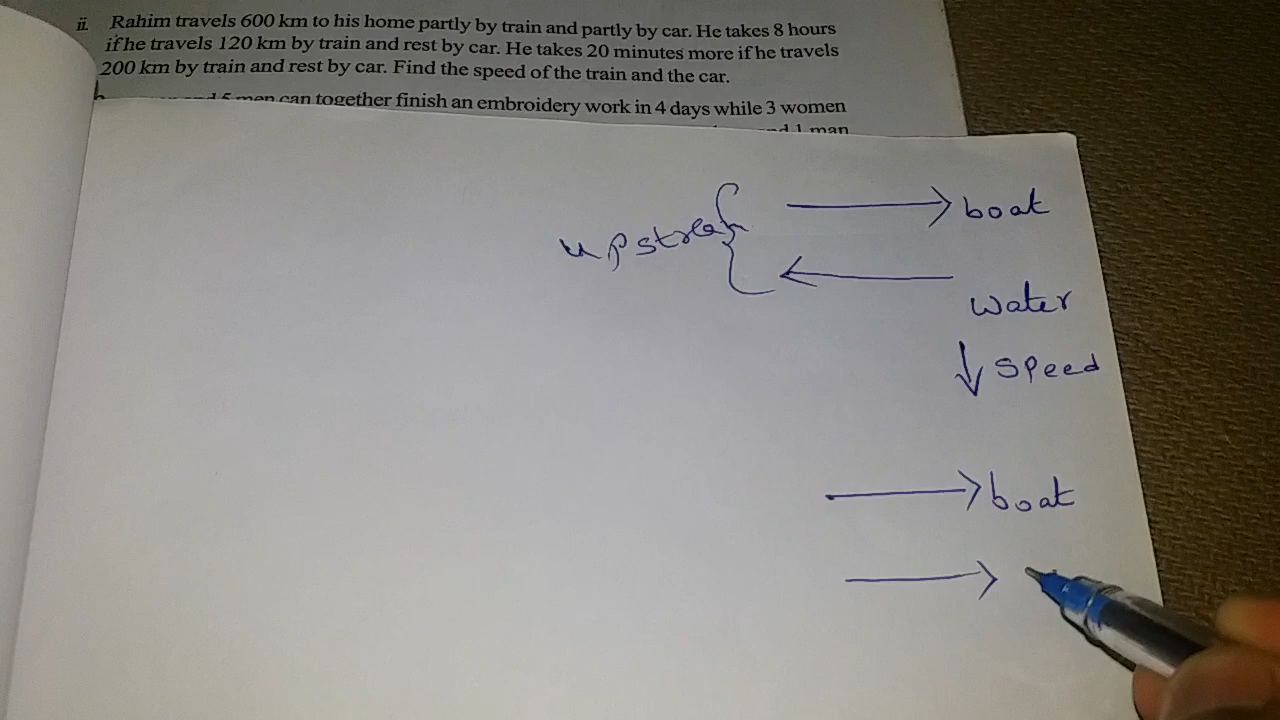 ii. Rahim travels 600 km to his home partly by train and partly by car. He takes 8 hours
if he travels 120 km by train and rest by car. He takes 20 minutes more if he travels
200 km by train and rest by car. Find the speed of the train and the car.
5 men can together finish an embroidery work in 4 days while 3 women
1 man
boat
upstream
water
speed
boat